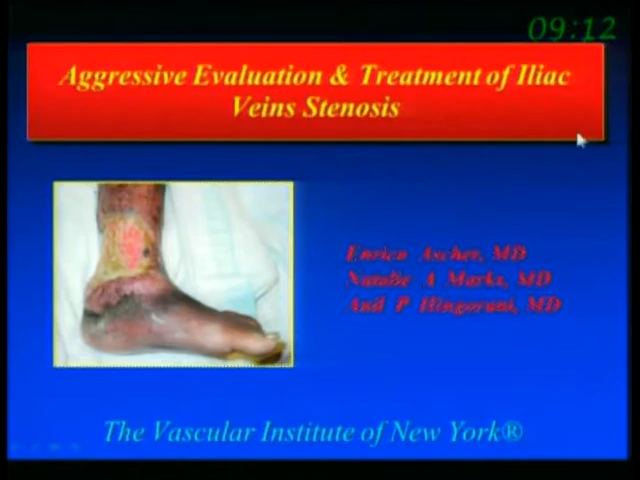 09:12
Aggressive Evaluation & Treatment of Iliac
Veins Stenosis
Enrico Ascher, MD
Natalie A Marks, MD
Anil P Hingorani, MD
The Vascular Institute of New York®